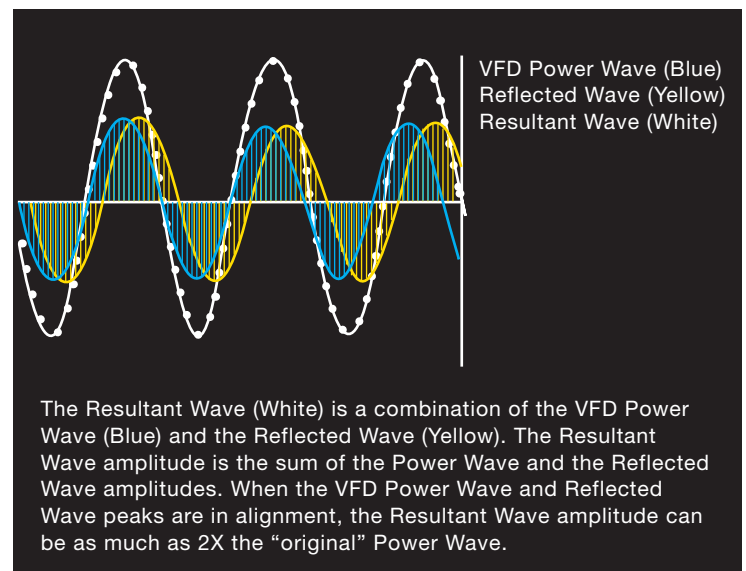 VFD Power Wave (Blue)
Reflected Wave (Yellow)
Resultant Wave (White)
The Resultant Wave (White) is a combination of the VFD Power
Wave (Blue) and the Reflected Wave (Yellow). The Resultant
Wave amplitude is the sum of the Power Wave and the Reflected
Wave amplitudes. When the VFD Power Wave and Reflected
Wave peaks are in alignment, the Resultant Wave amplitude can
be as much as 2X the “original” Power Wave.